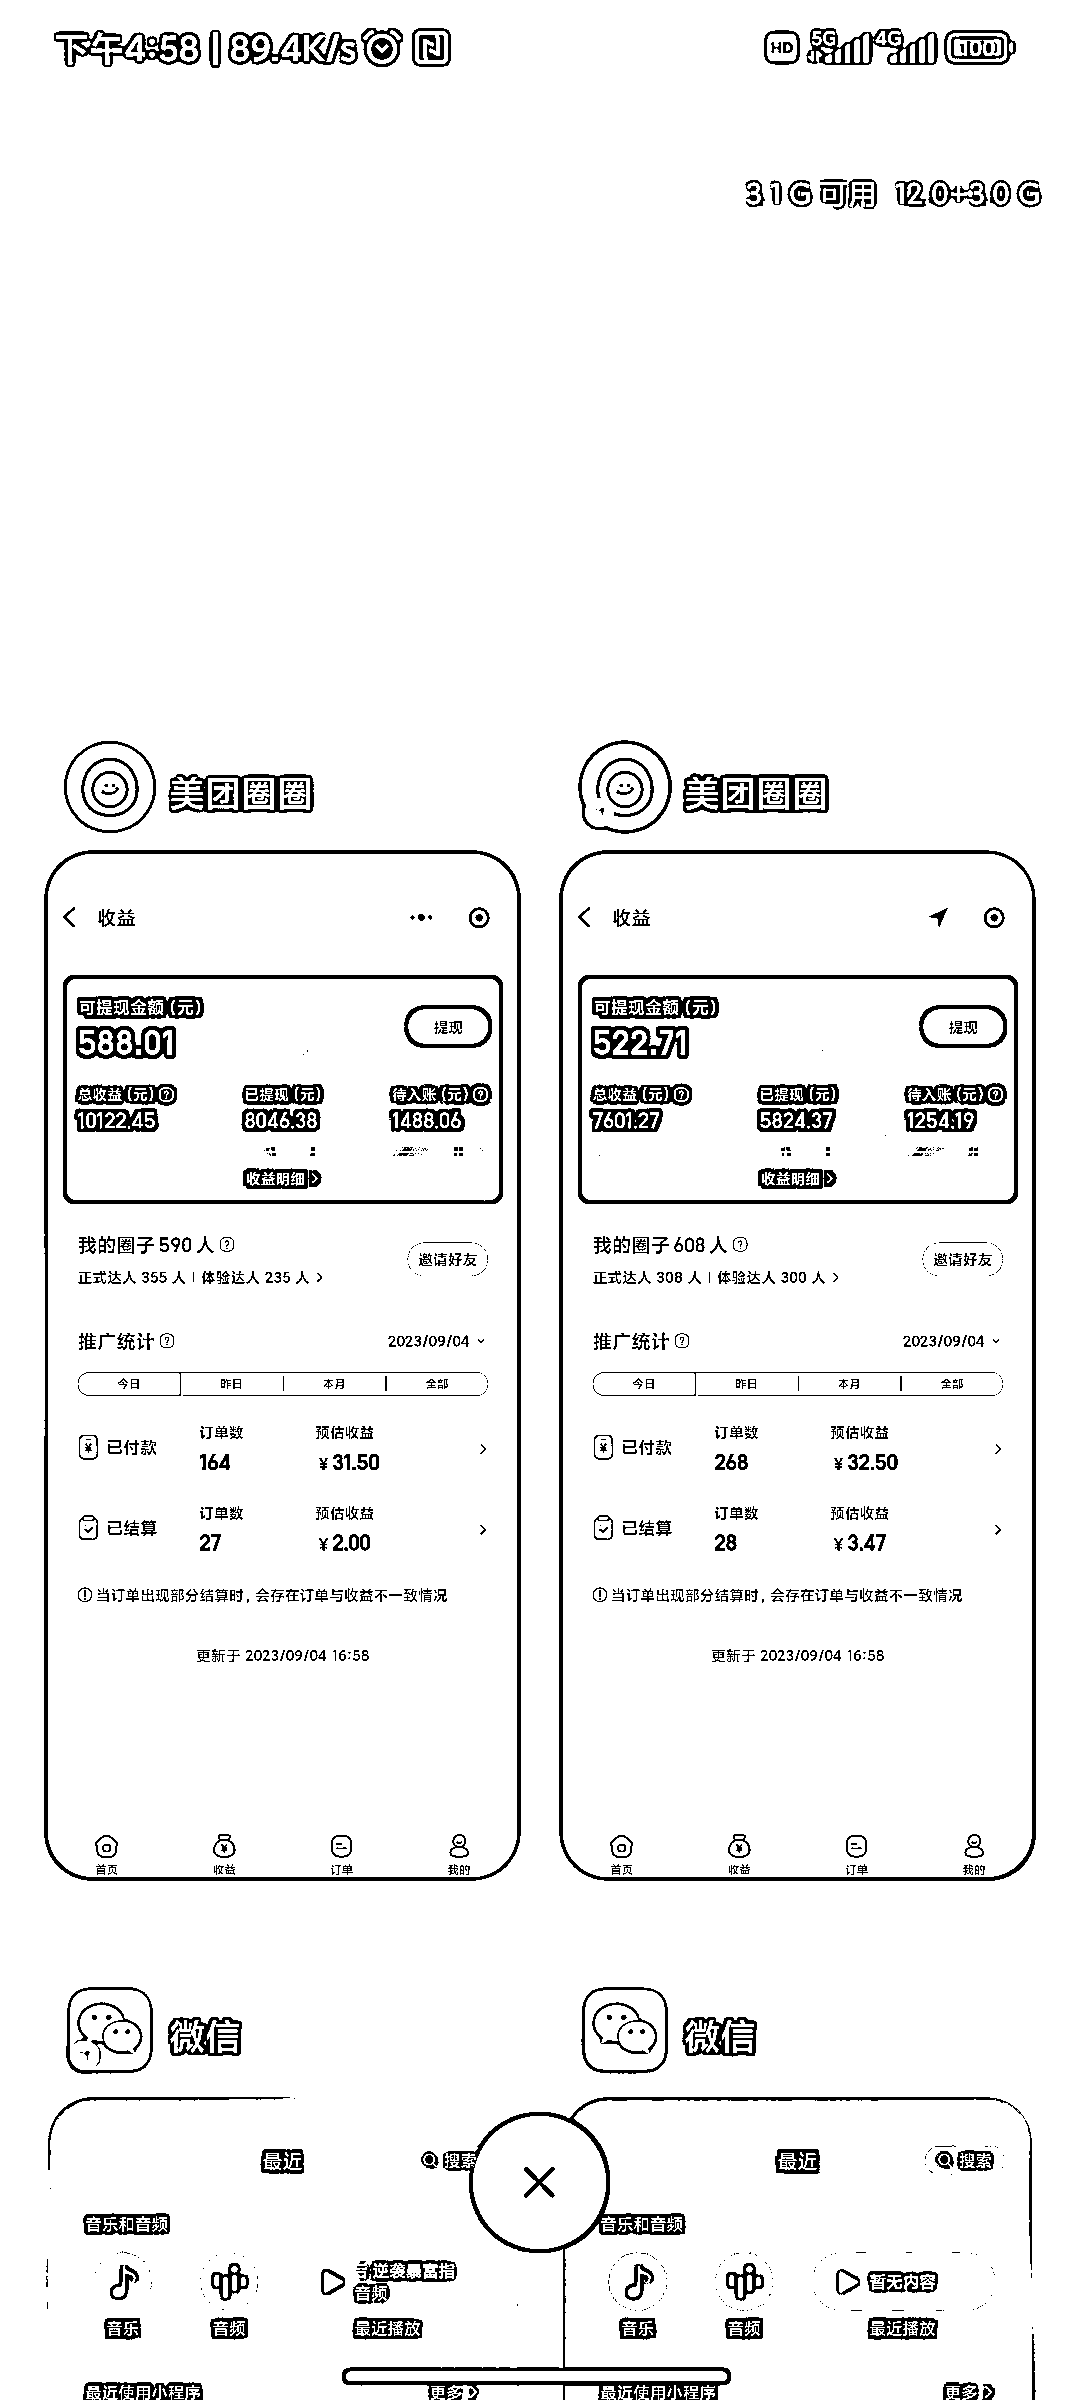 下午4:58 | 89.4K/s
HD 5G 4G 100
31G可用 12.0+3.0G
美团圈圈
收益
可提现金额(元)
588.01
提现
总收益(元) 已提现(元) 待入账(元)
10122.45 8046.38 1488.06
收益明细 >
我的圈子 590 人
邀请好友
正式达人 355 人 | 体验达人 235 人 >
推广统计 2023/09/04
今日 昨日 本月 全部
已付款
订单数 预估收益
164 ¥31.50
已结算
订单数 预估收益
27 ¥2.00
当订单出现部分结算时，会存在订单与收益不一致情况
更新于 2023/09/04 16:58
首页 收益 订单 我的
美团圈圈
收益
可提现金额(元)
522.71
提现
总收益(元) 已提现(元) 待入账(元)
7601.27 5824.37 1254.19
收益明细 >
我的圈子 608 人
邀请好友
正式达人 308 人 | 体验达人 300 人 >
推广统计 2023/09/04
今日 昨日 本月 全部
已付款
订单数 预估收益
268 ¥32.50
已结算
订单数 预估收益
28 ¥3.47
当订单出现部分结算时，会存在订单与收益不一致情况
更新于 2023/09/04 16:58
首页 收益 订单 我的
微信
最近 搜索
音乐和音频
逆袭暴富指
音频
音乐 音频 最近播放
最近使用小程序 更多
微信
最近 搜索
音乐和音频
暂无内容
音乐 音频 最近播放
最近使用小程序 更多